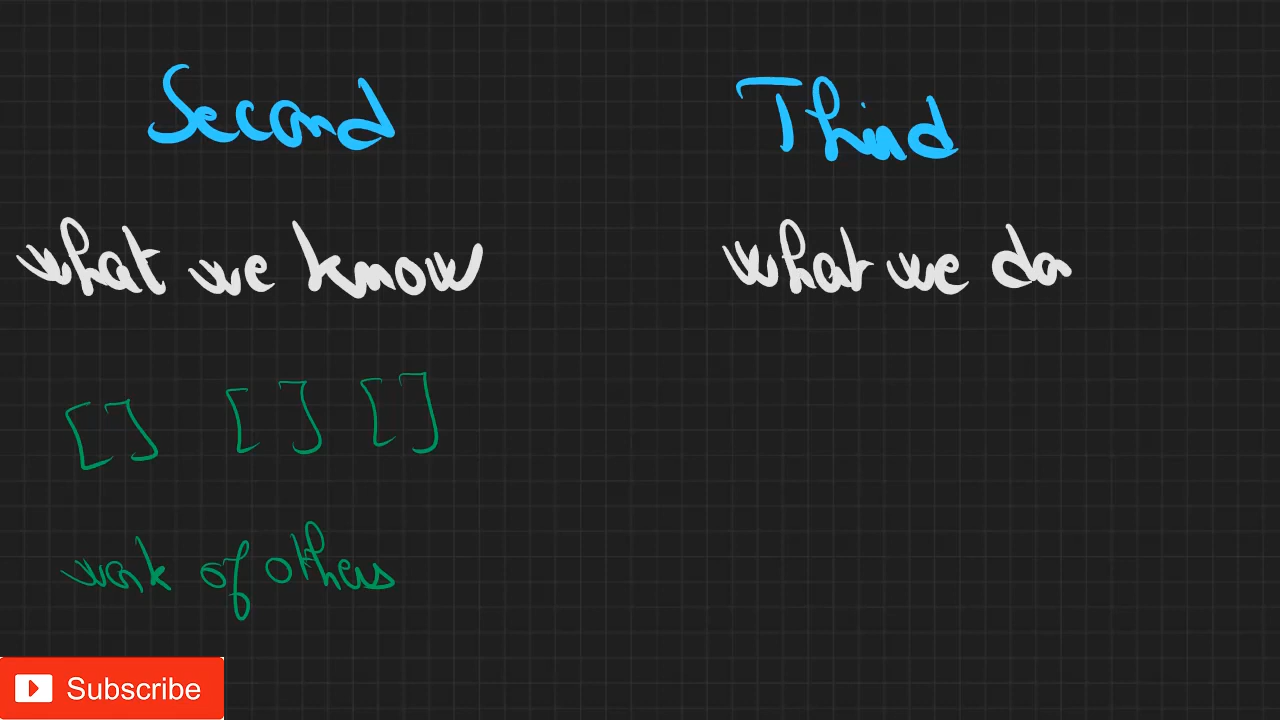 Second
Third
what we know
what we do
[] [] []
work of others
Subscribe